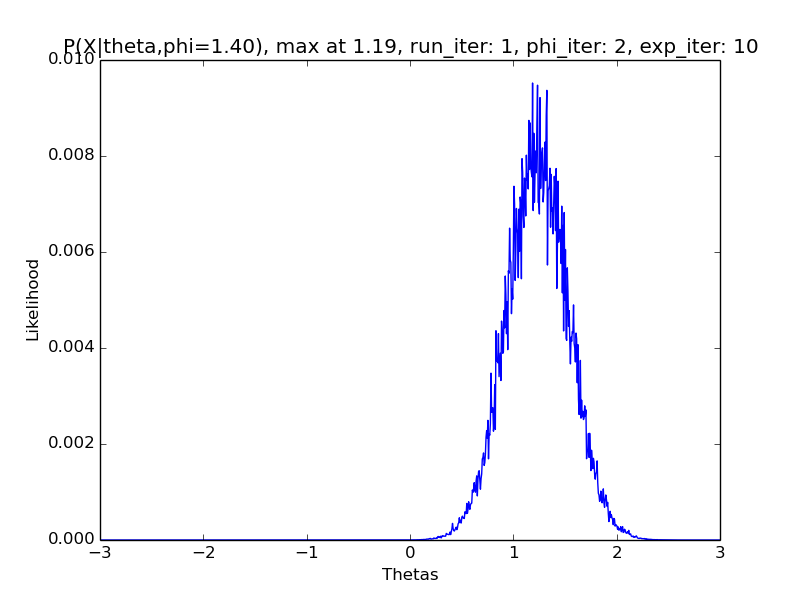 P(X|theta,phi=1.40), max at 1.19, run_iter: 1, phi_iter: 2, exp_iter: 10
0.010
0.008
0.006
0.004
0.002
0.000
Likelihood
−3 −2 −1 0 1 2 3
Thetas